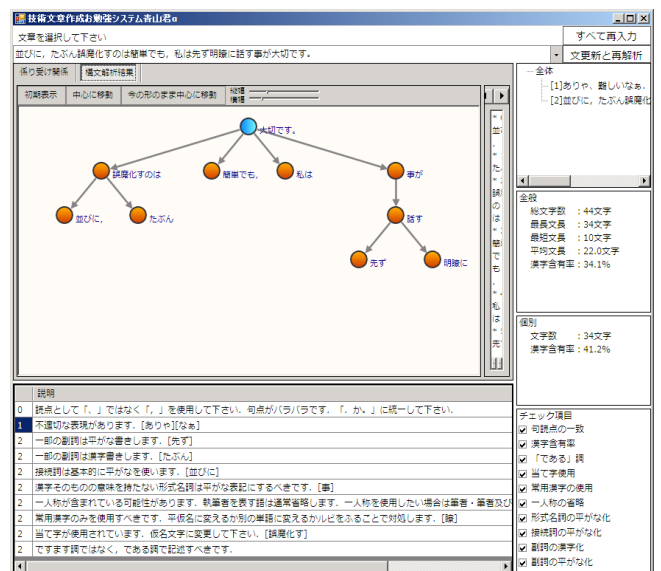 技術文章作成お勉強システム青山君α
文章を選択して下さい
すべて再入力
並びに，たぶん誤魔化すのは簡単でも，私は先ず明瞭に話す事が大切です。
文更新と再解析
係り受け関係
構文解析結果
初期表示
中心に移動
今の形のまま中心に移動
縦幅
横幅
大切です。
誤魔化すのは
簡単でも，
私は
事が
並びに，
たぶん
話す
先ず
明瞭に
全体
[1]ありゃ、難しいなぁ.
[2]並びに，たぶん誤魔化
全般
総文字数 ：44文字
最長文長 ：34文字
最短文長 ：10文字
平均文長 ：22.0文字
漢字含有率：34.1%
個別
文字数 ：34文字
漢字含有率：41.2%
説明
0 読点として「、」ではなく「，」を使用して下さい．句点がバラバラです．「．か。」に統一して下さい．
1 不適切な表現があります．[ありゃ][なぁ]
2 一部の副詞は平がな書きします．[先ず]
2 一部の副詞は漢字書きします．[たぶん]
2 接続詞は基本的に平がなを使います．[並びに]
2 漢字そのものの意味を持たない形式名詞は平がな表記にするべきです．[事]
2 一人称が含まれている可能性があります．執筆者を表す語は通常省略します．一人称を使用したい場合は筆者・筆者及び
2 常用漢字のみを使用すべきです．平仮名に変えるか別の単語に変えるかルビをふることで対処します．[瞭]
2 当て字が使用されています．仮名文字に変更して下さい．[誤魔化す]
2 ですます調ではなく，である調で記述すべきです．
チェック項目
句読点の一致
漢字含有率
「である」調
当て字使用
常用漢字の使用
一人称の省略
形式名詞の平がな化
接続詞の平がな化
副詞の漢字化
副詞の平がな化